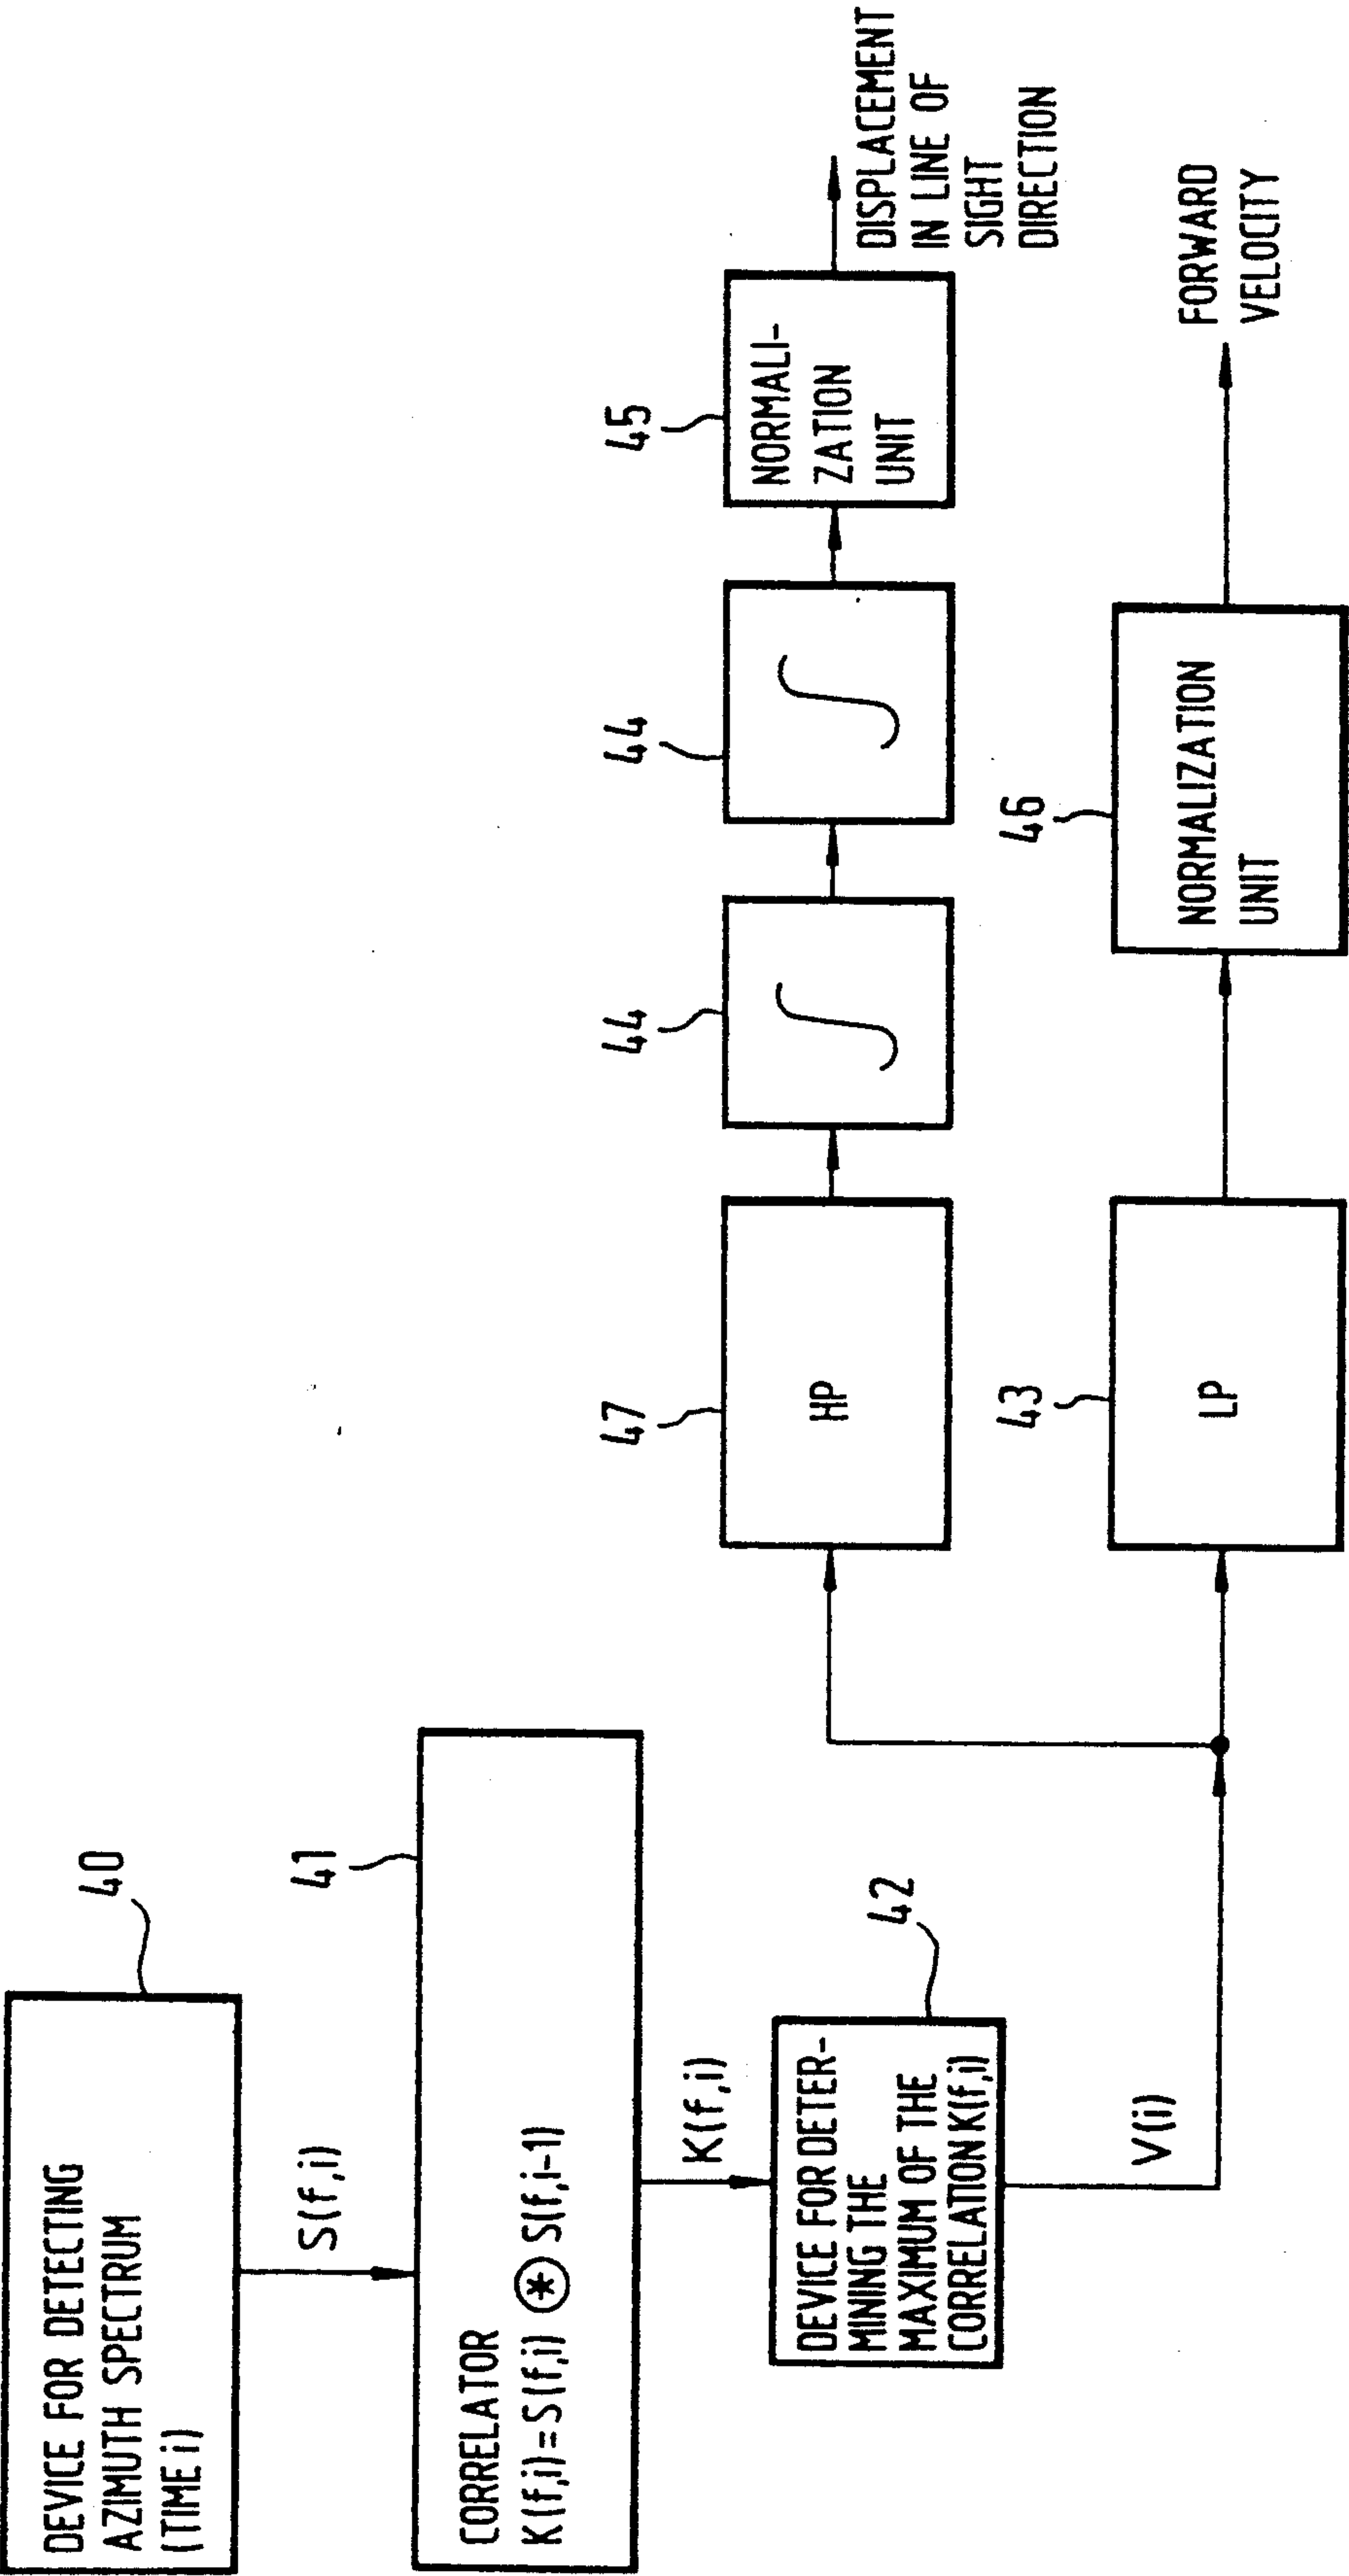 40
DEVICE FOR DETECTING
AZIMUTH SPECTRUM
(TIME i)
S(f,i)
41
CORRELATOR
K(f,i)=S(f,i) ⊛ S(f,i-1)
K(f,i)
42
DEVICE FOR DETER-
MINING THE
MAXIMUM OF THE
CORRELATION K(f,i)
V(i)
47
HP
44
∫
44
∫
45
NORMALI-
ZATION
UNIT
DISPLACEMENT
IN LINE OF
SIGHT
DIRECTION
43
LP
46
NORMALIZATION
UNIT
FORWARD
VELOCITY